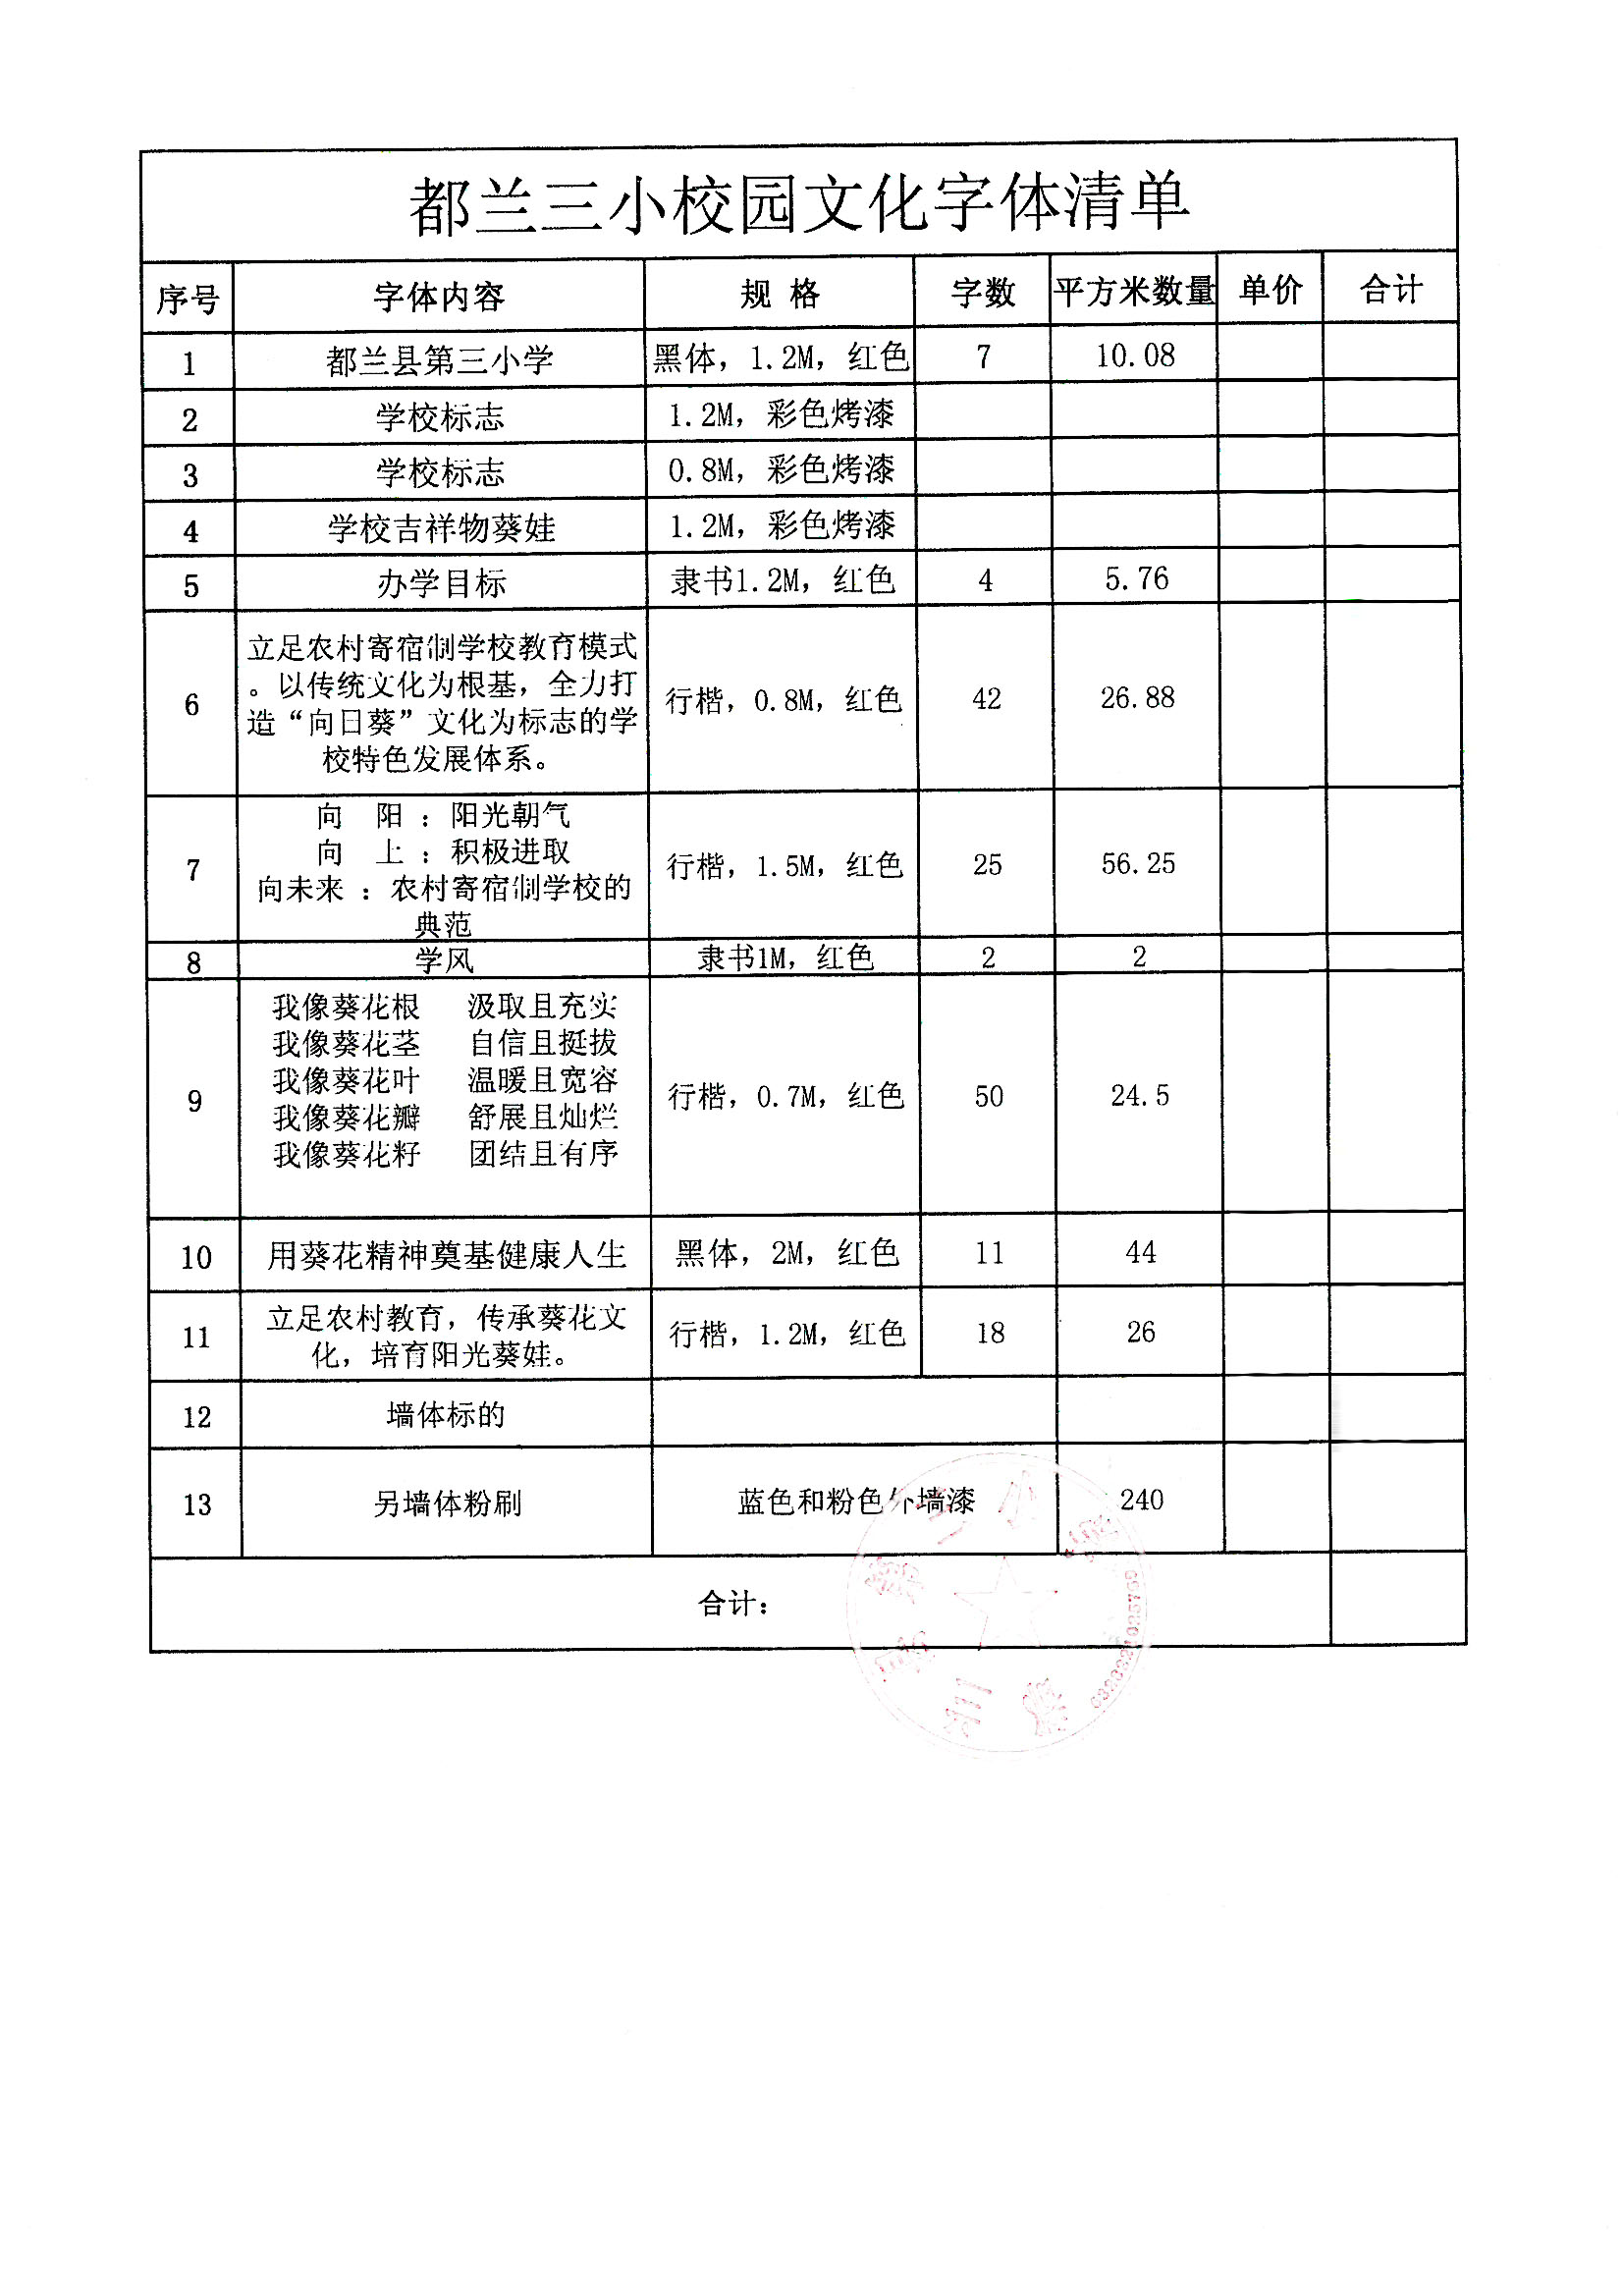 都兰三小校园文化字体清单
序号 字体内容 规 格 字数 平方米数量 单价 合计
1 都兰县第三小学 黑体，1.2M，红色 7 10.08
2 学校标志 1.2M，彩色烤漆
3 学校标志 0.8M，彩色烤漆
4 学校吉祥物葵娃 1.2M，彩色烤漆
5 办学目标 隶书1.2M，红色 4 5.76
立足农村寄宿制学校教育模式
。以传统文化为根基，全力打
6 行楷，0.8M，红色 42 26.88
造“向日葵”文化为标志的学
校特色发展体系。
向 阳 ：阳光朝气
向 上 ：积极进取
7 行楷，1.5M，红色 25 56.25
向未来 ：农村寄宿制学校的
典范
8 学风 隶书1M，红色 2 2
我像葵花根 汲取且充实
我像葵花茎 自信且挺拔
我像葵花叶 温暖且宽容
9 行楷，0.7M，红色 50 24.5
我像葵花瓣 舒展且灿烂
我像葵花籽 团结且有序
10 用葵花精神奠基健康人生 黑体，2M，红色 11 44
立足农村教育，传承葵花文
11 行楷，1.2M，红色 18 26
化，培育阳光葵娃。
12 墙体标的
13 另墙体粉刷 蓝色和粉色外墙漆 240
合计：